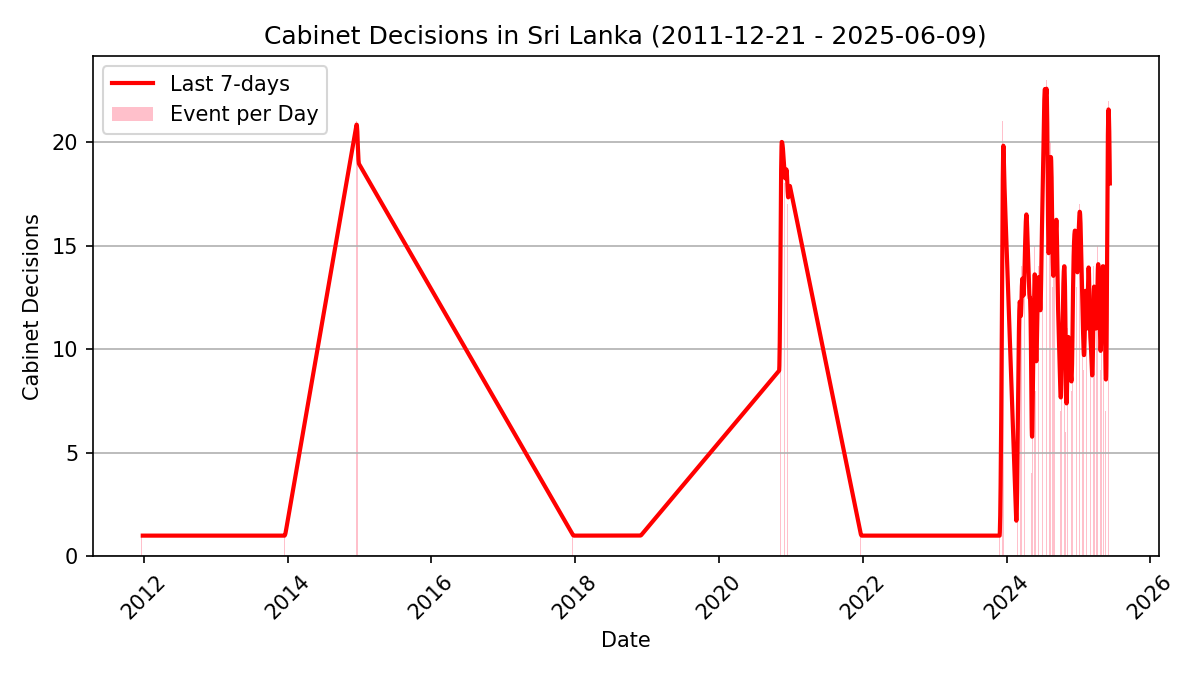 Cabinet Decisions in Sri Lanka (2011-12-21 - 2025-06-09)
Last 7-days
Event per Day
Cabinet Decisions
20
15
10
5
0
2012
2014
2016
2018
2020
2022
2024
2026
Date